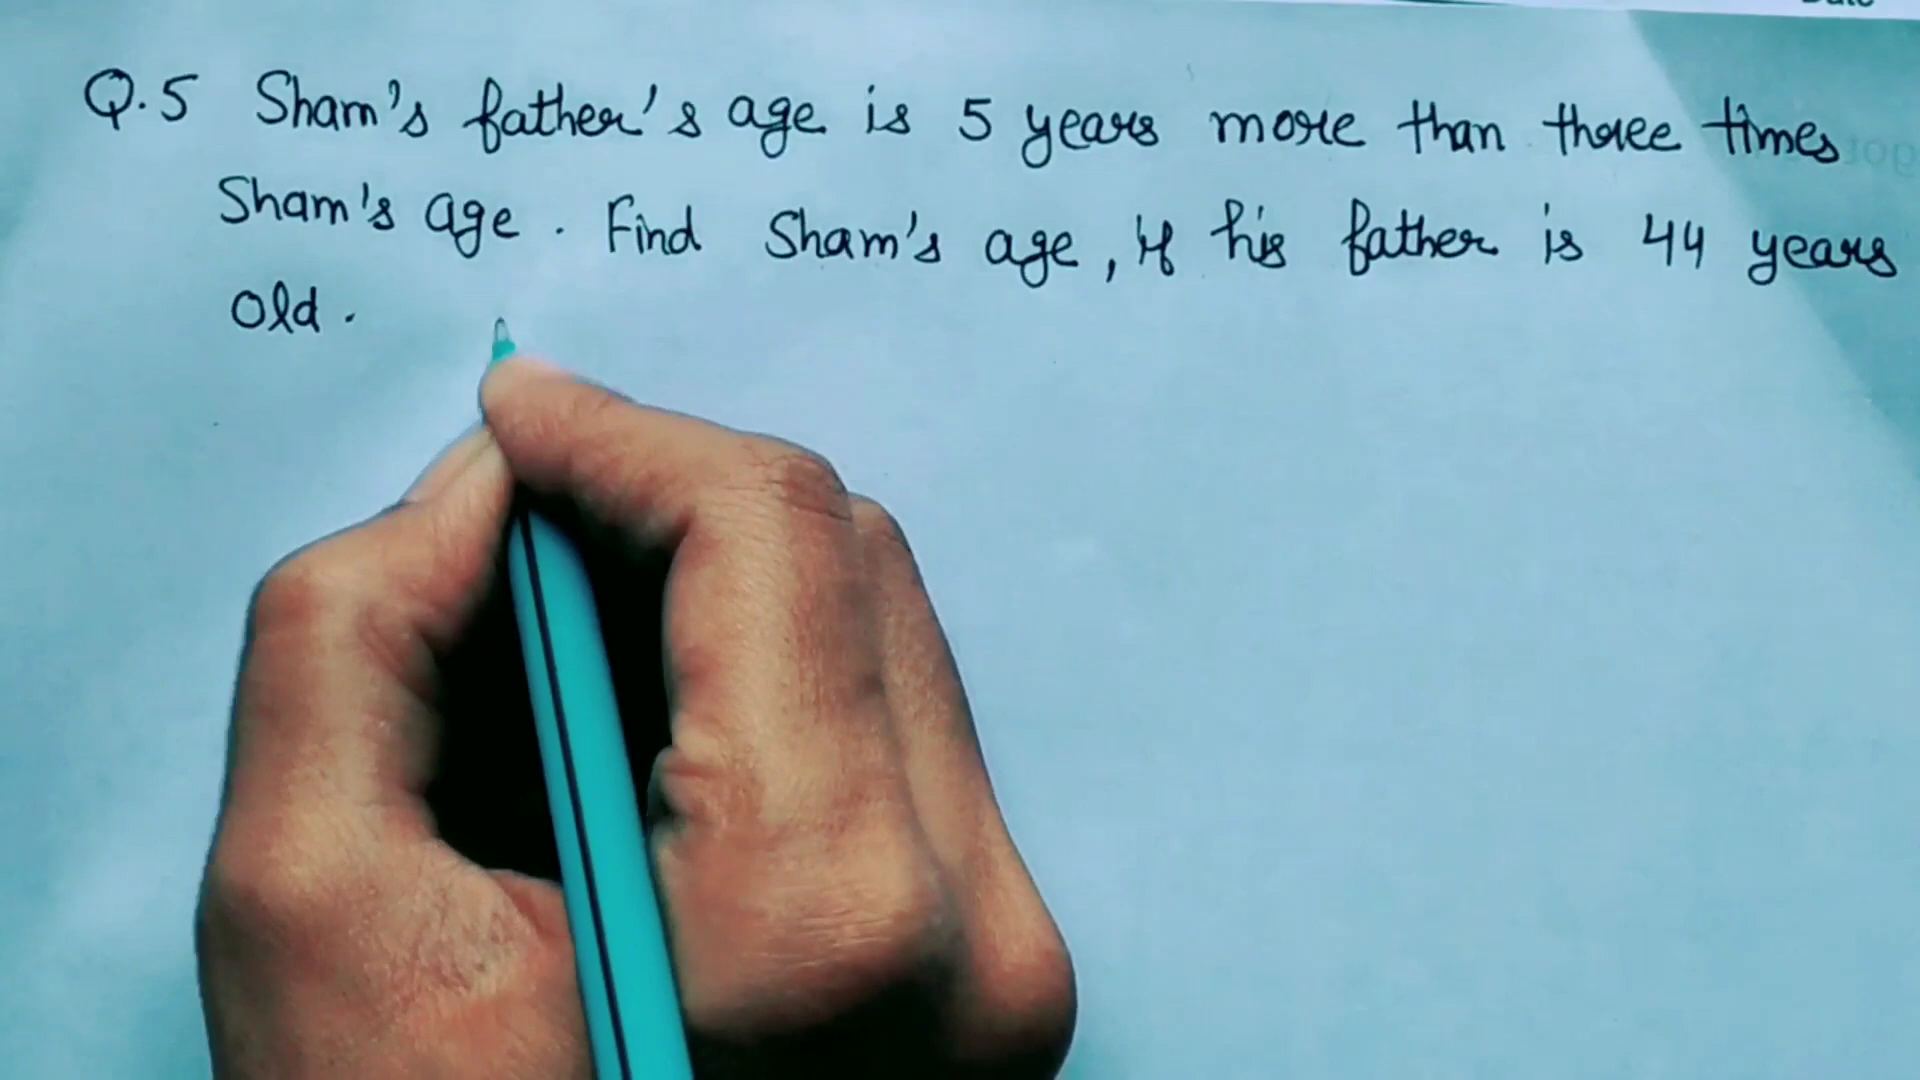 Q.5 Sham's father's age is 5 years more than three times
Sham's age. Find Sham's age, if his father is 44 years
old.